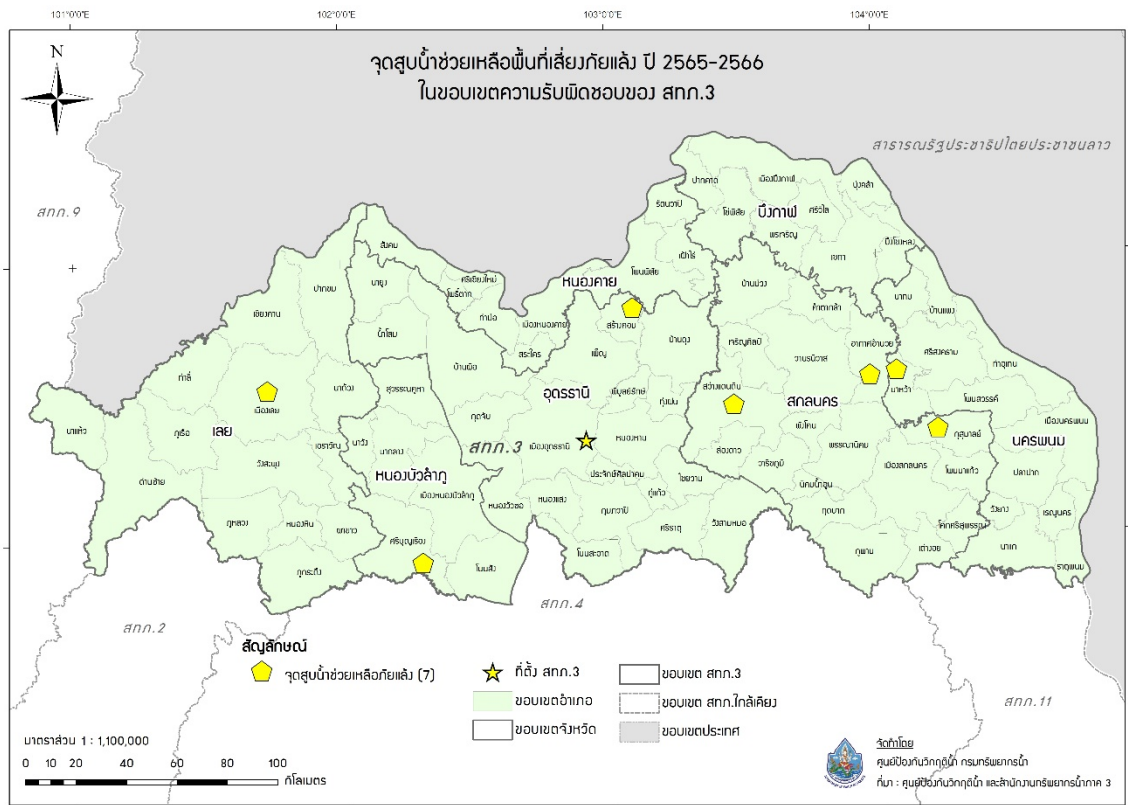 101°0'0"E
102°0'0"E
103°0'0"E
104°0'0"E
N
จุดสูบน้ำช่วยเหลือพื้นที่เสี่ยงภัยแล้ง ปี 2565-2566
ในขอบเขตความรับผิดชอบของ สทภ.3
สาธารณรัฐประชาธิปไตยประชาชนลาว
สทภ.9
ปากคาด
เมืองบึงกาฬ
บุ่งคล้า
รัตนวาปี
โซ่พิสัย
บึงกาฬ
ศรีวิไล
พรเจริญ
เซกา
บึงโขงหลง
สังคม
เฝ้าไร่
โพนพิสัย
ศรีเชียงใหม่
โพธิ์ตาก
ท่าบ่อ
หนองคาย
เมืองหนองคาย
สระใคร
ปากชม
นายูง
น้ำโสม
เชียงคาน
สร้างคอม
บ้านม่วง
คำตากล้า
นาทม
บ้านแพง
เพ็ญ
บ้านดุง
เจริญศิลป์
อากาศอำนวย
ศรีสงคราม
ท่าอุเทน
ท่าลี่
บ้านผือ
วานรนิวาส
นาหว้า
โพนสวรรค์
เมืองเลย
นาด้วง
สุวรรณคูหา
อุดรธานี
พิบูลย์รักษ์
ทุ่งฝน
สว่างแดนดิน
สกลนคร
กุดจับ
พังโคน
กุสุมาลย์
เมืองนครพนม
นาแห้ว
ภูเรือ
เลย
เอราวัณ
นาวัง
นากลาง
สทภ.3
เมืองอุดรธานี
หนองหาน
ส่องดาว
วาริชภูมิ
พรรณานิคม
เมืองสกลนคร
นครพนม
วังสะพุง
หนองบัวลำภู
ประจักษ์ศิลปาคม
ไชยวาน
โพนนาแก้ว
ปลาปาก
ด่านซ้าย
เมืองหนองบัวลำภู
หนองวัวซอ
หนองแสง
กุมภวาปี
กู่แก้ว
นิคมน้ำอูน
กุดบาก
วังยาง
เรณูนคร
ภูหลวง
หนองหิน
ผาขาว
ศรีบุญเรือง
ศรีธาตุ
วังสามหมอ
โคกศรีสุพรรณ
ภูกระดึง
โนนสัง
โนนสะอาด
ภูพาน
เต่างอย
นาแก
ธาตุพนม
สทภ.4
สทภ.2
สทภ.11
สัญลักษณ์
จุดสูบน้ำช่วยเหลือภัยแล้ง (7)
ที่ตั้ง สทภ.3
ขอบเขต สทภ.3
ขอบเขตอำเภอ
ขอบเขต สทภ.ใกล้เคียง
ขอบเขตจังหวัด
ขอบเขตประเทศ
มาตราส่วน 1 : 1,100,000
0 10 20 40 60 80 100
กิโลเมตร
จัดทำโดย
ศูนย์ป้องกันวิกฤติน้ำ กรมทรัพยากรน้ำ
ที่มา : ศูนย์ป้องกันวิกฤติน้ำ และสำนักงานทรัพยากรน้ำภาค 3